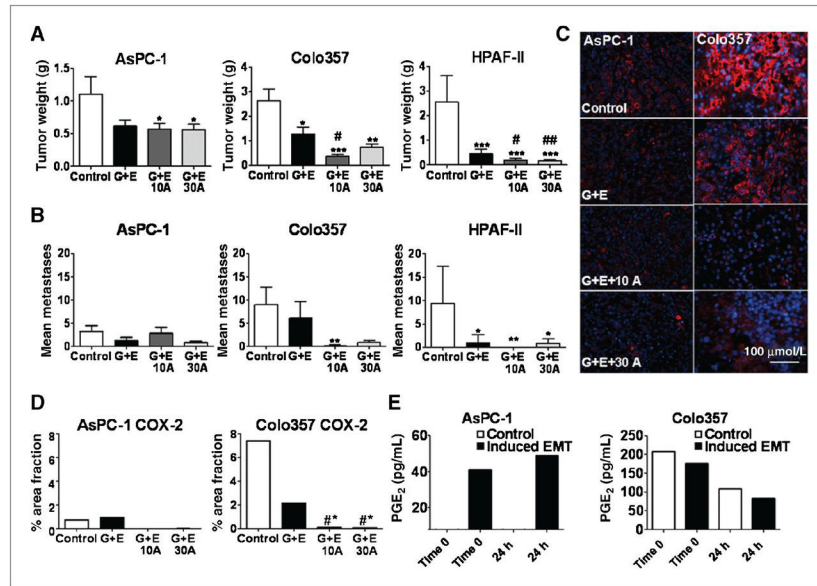 A
AsPC-1
Tumor weight (g)
1.5
1.0
0.5
0.0
* *
Control G+E G+E 10A G+E 30A
Colo357
Tumor weight (g)
4
3
2
1
0
* # *** **
Control G+E G+E 10A G+E 30A
HPAF-II
Tumor weight (g)
4
3
2
1
0
*** # *** ## ***
Control G+E G+E 10A G+E 30A
B
AsPC-1
Mean metastases
20
15
10
5
0
Control G+E G+E 10A G+E 30A
Colo357
Mean metastases
20
15
10
5
0
**
Control G+E G+E 10A G+E 30A
HPAF-II
Mean metastases
20
15
10
5
0
* ** *
Control G+E G+E 10A G+E 30A
C
AsPC-1 Colo357
Control
G+E
G+E+10 A
G+E+30 A
100 μmol/L
D
AsPC-1 COX-2
% area fraction
8
6
4
2
0
Control G+E G+E 10A G+E 30A
Colo357 COX-2
% area fraction
8
6
4
2
0
#* #*
Control G+E G+E 10A G+E 30A
E
AsPC-1
Control
Induced EMT
PGE2 (pg/mL)
60
40
20
0
Time 0 Time 0 24 h 24 h
Colo357
Control
Induced EMT
PGE2 (pg/mL)
250
200
150
100
50
0
Time 0 Time 0 24 h 24 h